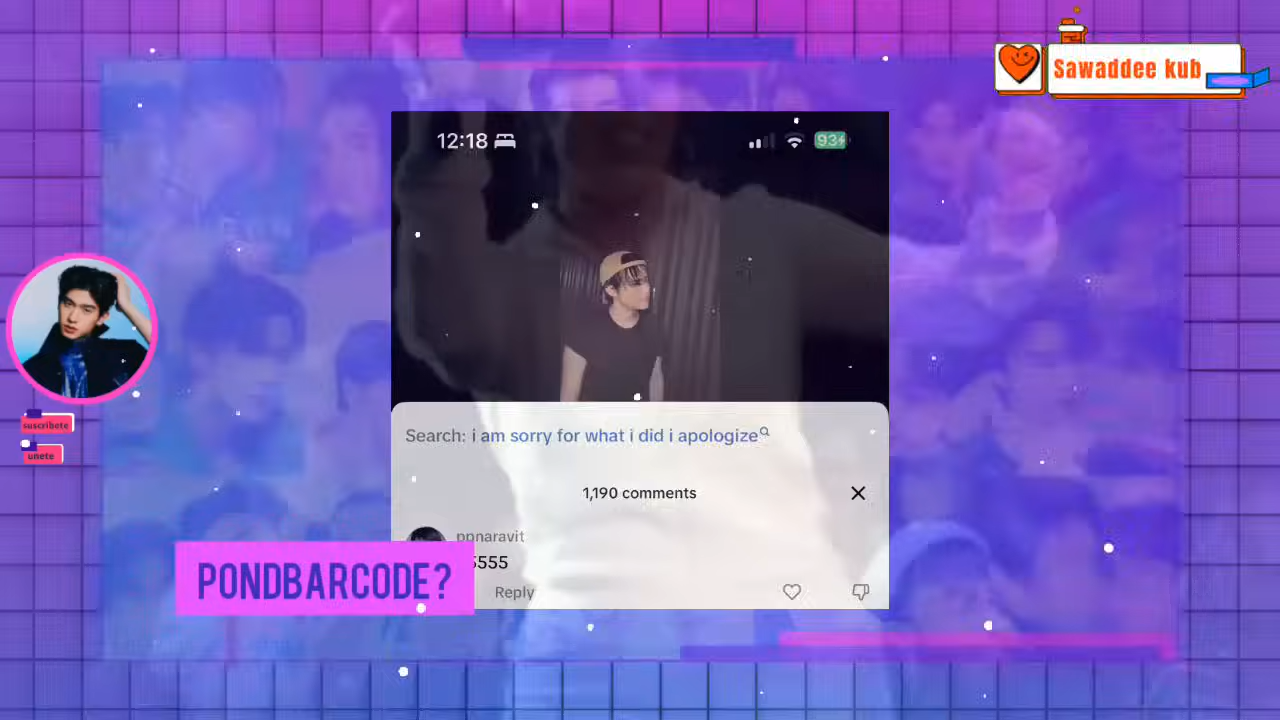 Sawaddee kub
12:18
93
Search: i am sorry for what i did i apologize
1,190 comments
ppnaravit
5555
Reply
PONDBARCODE?
suscribete
unete